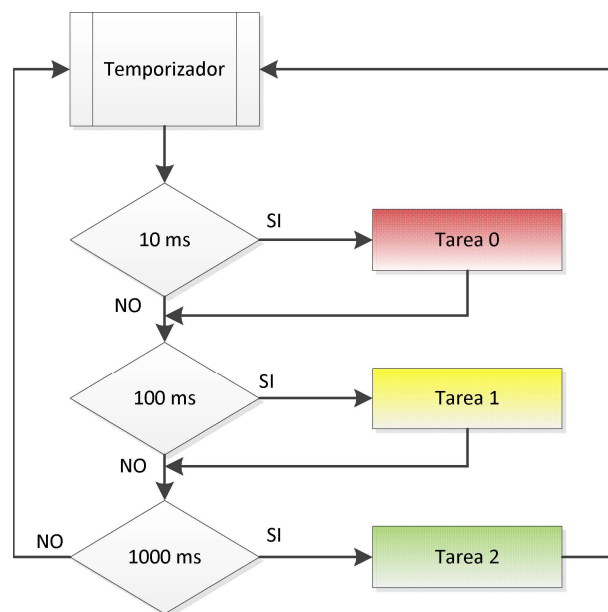 Temporizador
10 ms
SI
Tarea 0
NO
100 ms
SI
Tarea 1
NO
1000 ms
SI
Tarea 2
NO